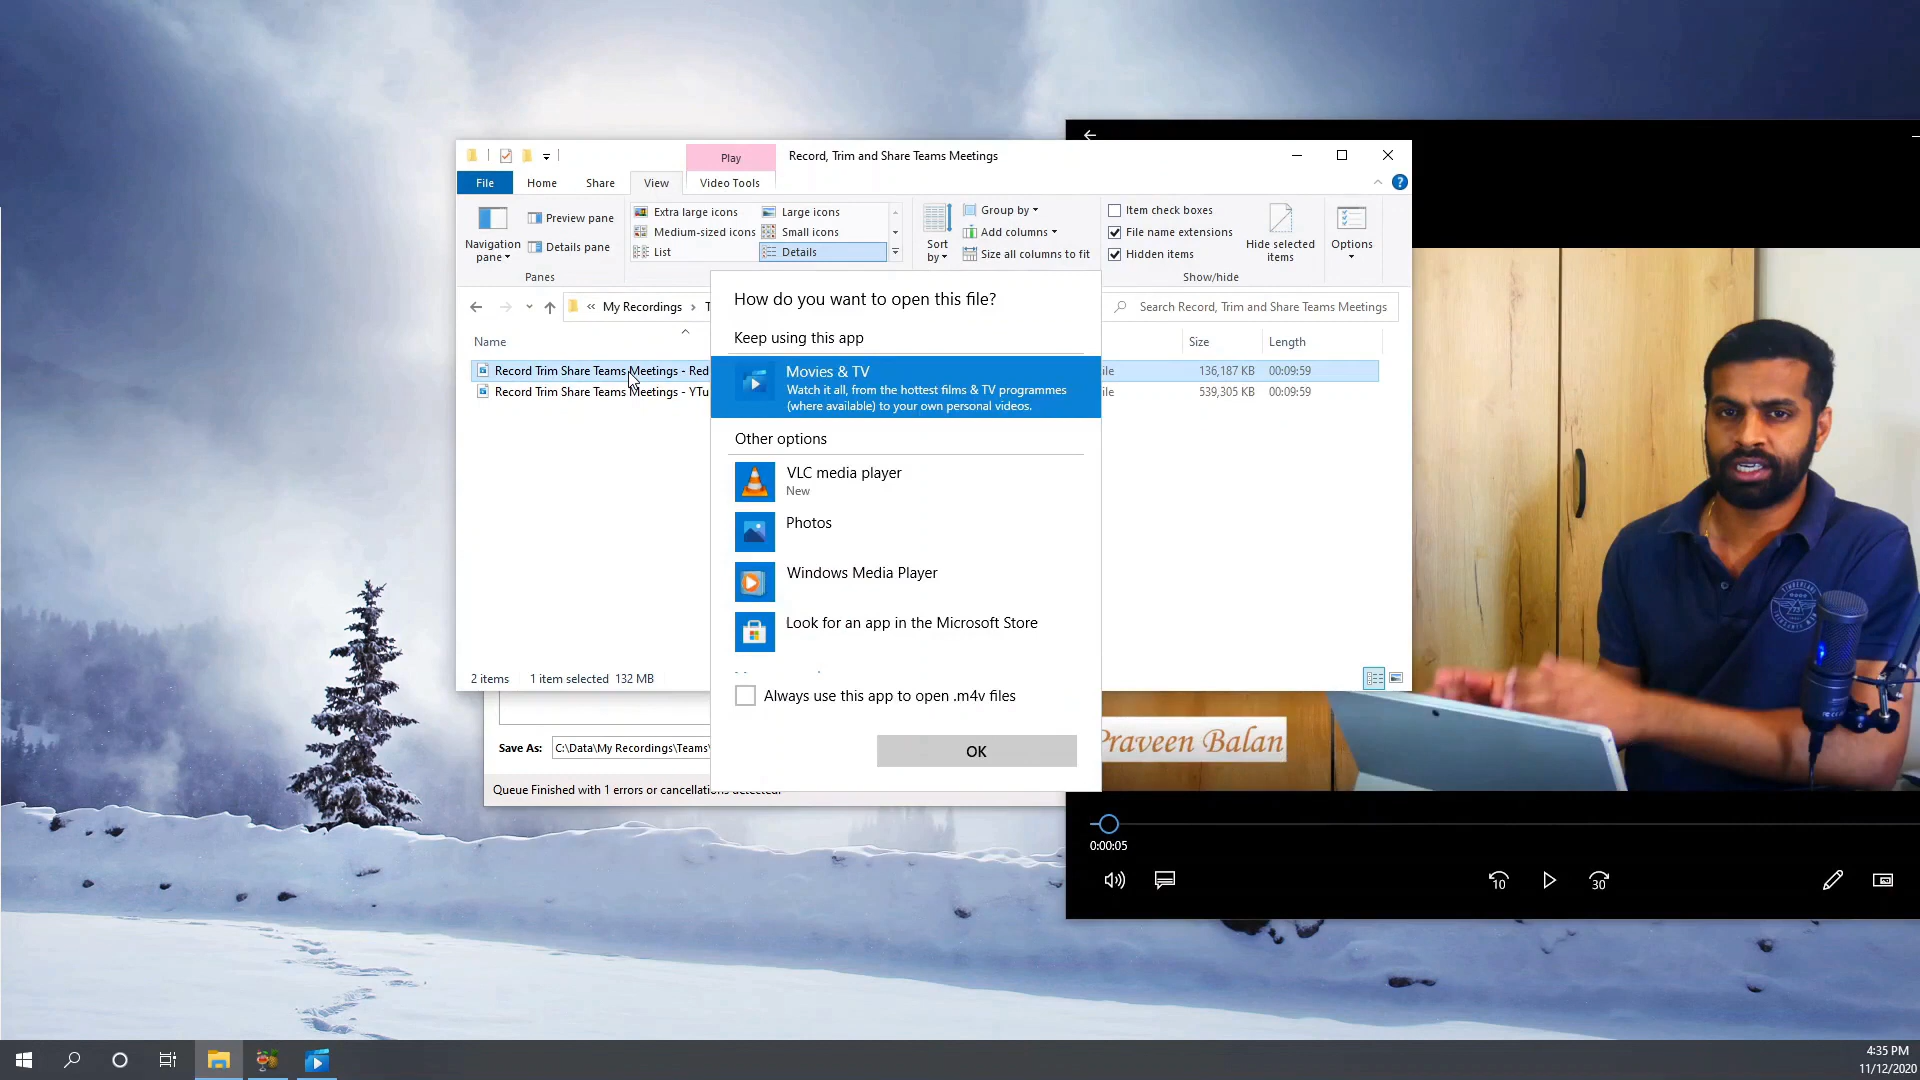 Play
Record, Trim and Share Teams Meetings
File
Home
Share
View
Video Tools
Navigation
pane
Preview pane
Details pane
Panes
Extra large icons
Large icons
Medium-sized icons
Small icons
List
Details
Sort
by
Group by
Add columns
Size all columns to fit
Item check boxes
File name extensions
Hidden items
Hide selected
items
Show/hide
Options
« My Recordings
Search Record, Trim and Share Teams Meetings
Name
Size
Length
Record Trim Share Teams Meetings - Red
136,187 KB
00:09:59
Record Trim Share Teams Meetings - YTu
539,305 KB
00:09:59
How do you want to open this file?
Keep using this app
Movies & TV
Watch it all, from the hottest films & TV programmes
(where available) to your own personal videos.
Other options
VLC media player
New
Photos
Windows Media Player
Look for an app in the Microsoft Store
Always use this app to open .m4v files
OK
2 items
1 item selected 132 MB
Save As:
C:\Data\My Recordings\Teams\
Queue Finished with 1 errors or cancellations detected.
Praveen Balan
0:00:05
10
30
4:35 PM
11/12/2020